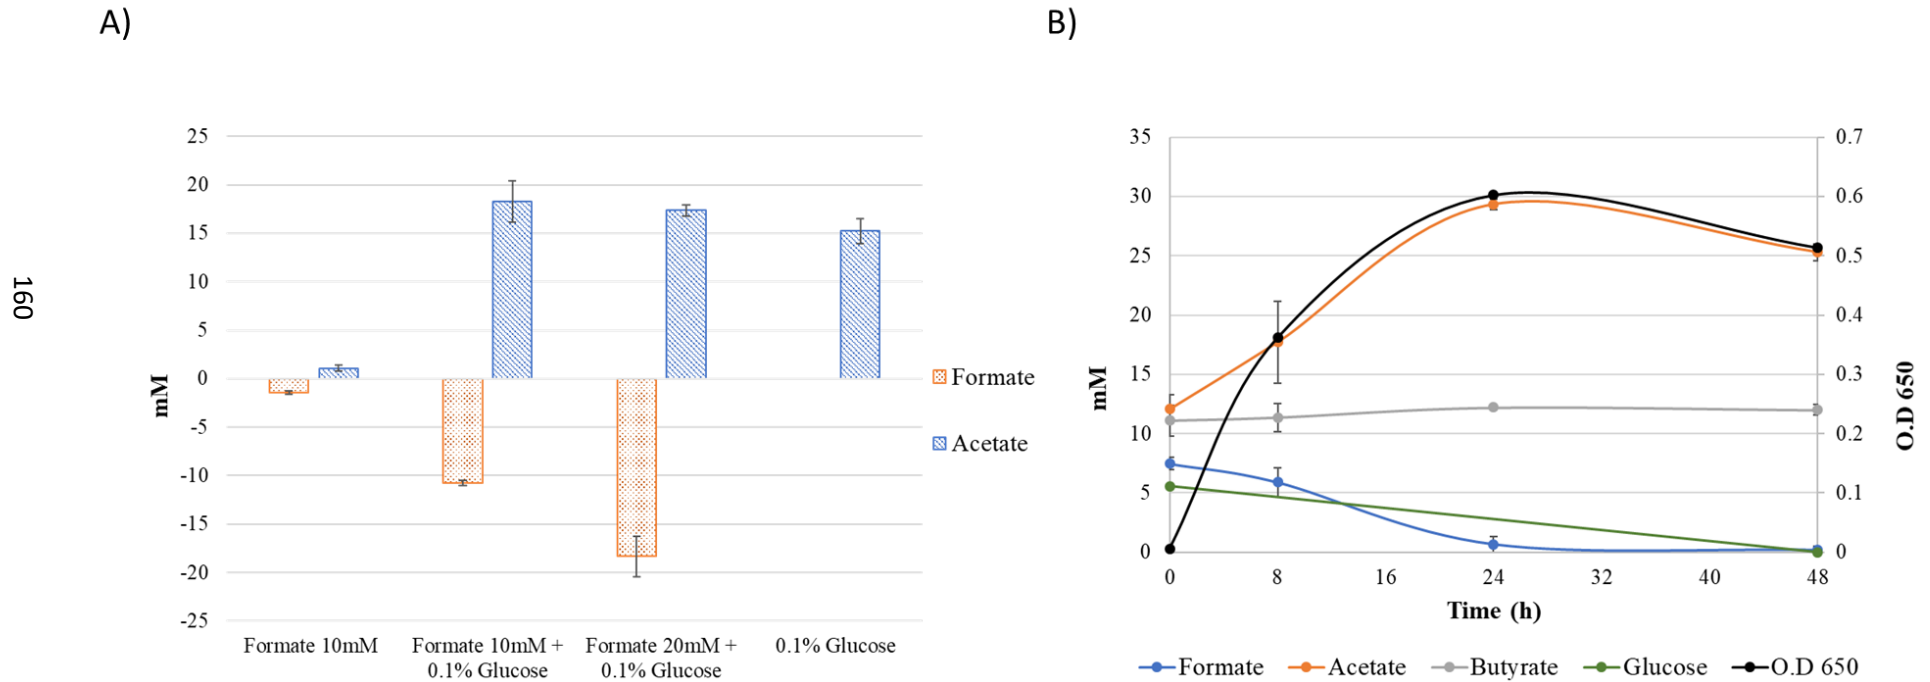 A)
B)
160
mM
25
20
15
10
5
0
-5
-10
-15
-20
-25
Formate 10mM
Formate 10mM +
0.1% Glucose
Formate 20mM +
0.1% Glucose
0.1% Glucose
Formate
Acetate
mM
35
30
25
20
15
10
5
0
0.7
0.6
0.5
0.4
0.3
0.2
0.1
0
O.D 650
0 8 16 24 32 40 48
Time (h)
Formate Acetate Butyrate Glucose O.D 650